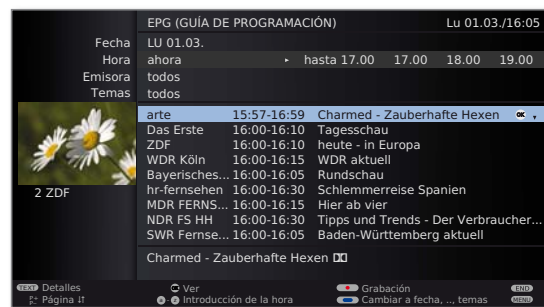 EPG (GUÍA DE PROGRAMACIÓN) Lu 01.03./16:05
Fecha LU 01.03.
Hora ahora hasta 17.00 17.00 18.00 19.00
Emisora todos
Temas todos
arte 15:57-16:59 Charmed - Zauberhafte Hexen OK
Das Erste 16:00-16:10 Tagesschau
ZDF 16:00-16:10 heute - in Europa
WDR Köln 16:00-16:15 WDR aktuell
Bayerisches... 16:00-16:05 Rundschau
hr-fernsehen 16:00-16:30 Schlemmerreise Spanien
MDR FERNS... 16:00-16:15 Hier ab vier
NDR FS HH 16:00-16:30 Tipps und Trends - Der Verbraucher...
SWR Fernse... 16:00-16:05 Baden-Württemberg aktuell
2 ZDF
Charmed - Zauberhafte Hexen
TEXT Detalles OK Ver Grabación END
P+ P- Página Introducción de la hora Cambiar a fecha, .., temas MENU